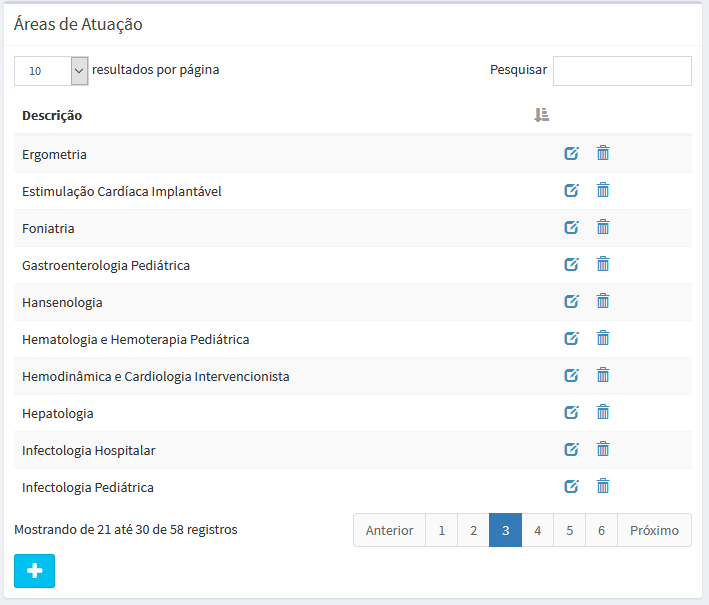 Áreas de Atuação
10 resultados por página Pesquisar
Descrição
Ergometria
Estimulação Cardíaca Implantável
Foniatria
Gastroenterologia Pediátrica
Hansenologia
Hematologia e Hemoterapia Pediátrica
Hemodinâmica e Cardiologia Intervencionista
Hepatologia
Infectologia Hospitalar
Infectologia Pediátrica
Mostrando de 21 até 30 de 58 registros Anterior 1 2 3 4 5 6 Próximo